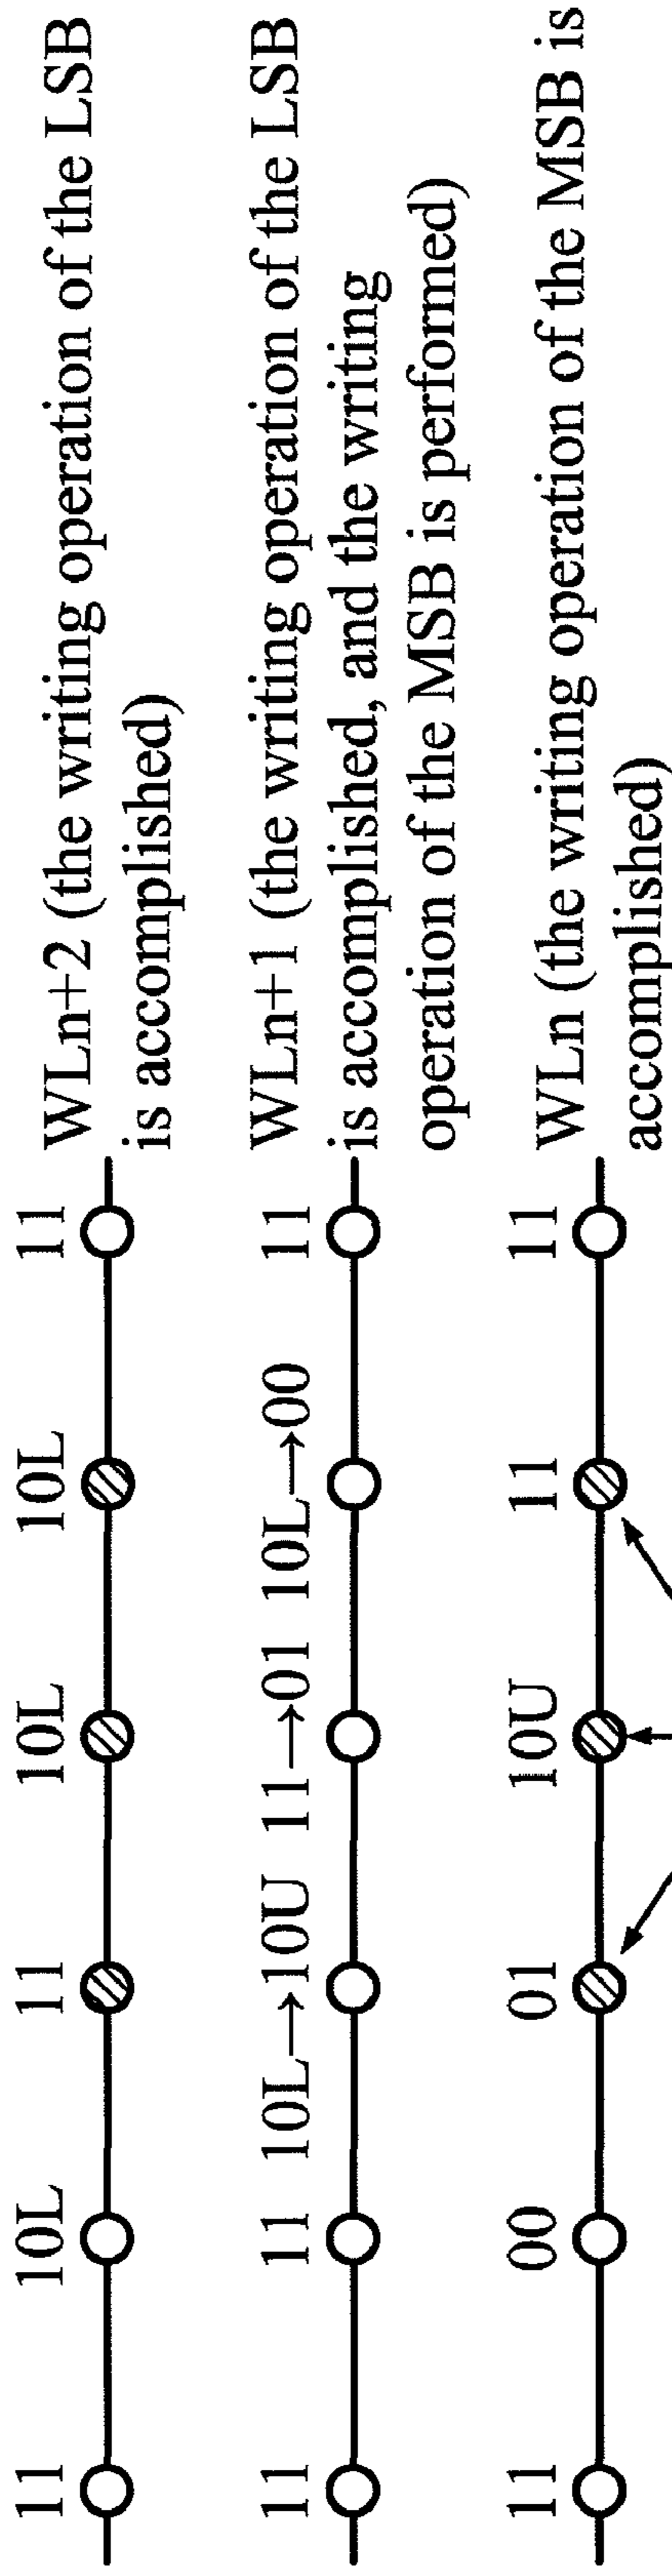 11 10L 11 10L 10L 11 WLn+2 (the writing operation of the LSB
is accomplished)
11 11 10L→10U 11→01 10L→00 11 WLn+1 (the writing operation of the LSB
is accomplished, and the writing
operation of the MSB is performed)
11 00 01 10U 11 11 WLn (the writing operation of the MSB is
accomplished)